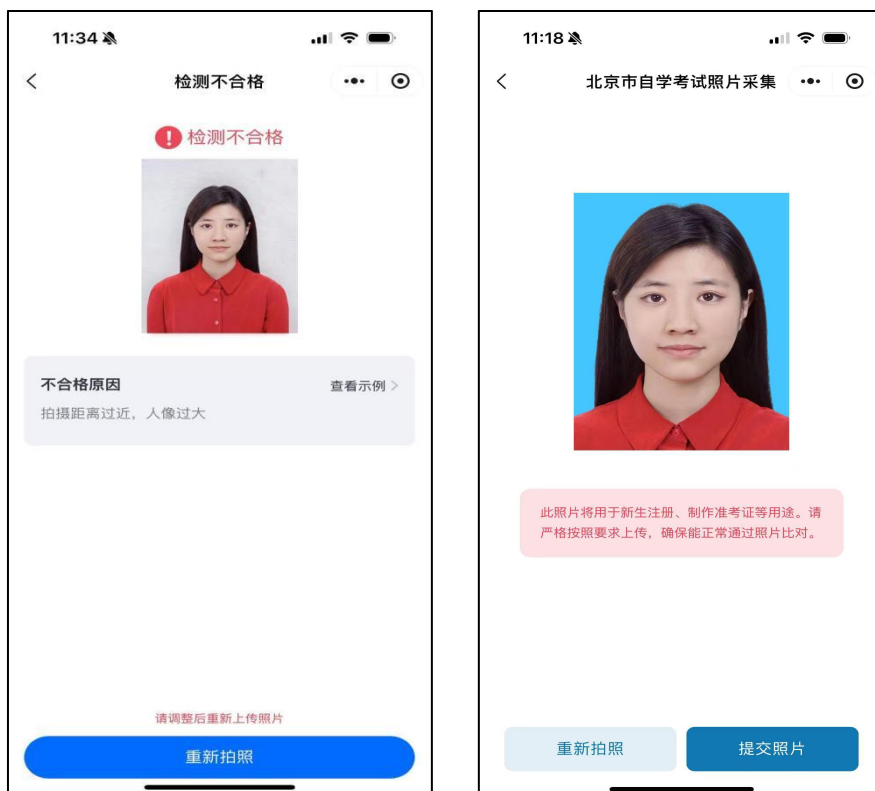 11:34
检测不合格
检测不合格
不合格原因
查看示例
拍摄距离过近，人像过大
请调整后重新上传照片
重新拍照
11:18
北京市自学考试照片采集
此照片将用于新生注册、制作准考证等用途。请
严格按照要求上传，确保能正常通过照片比对。
重新拍照
提交照片